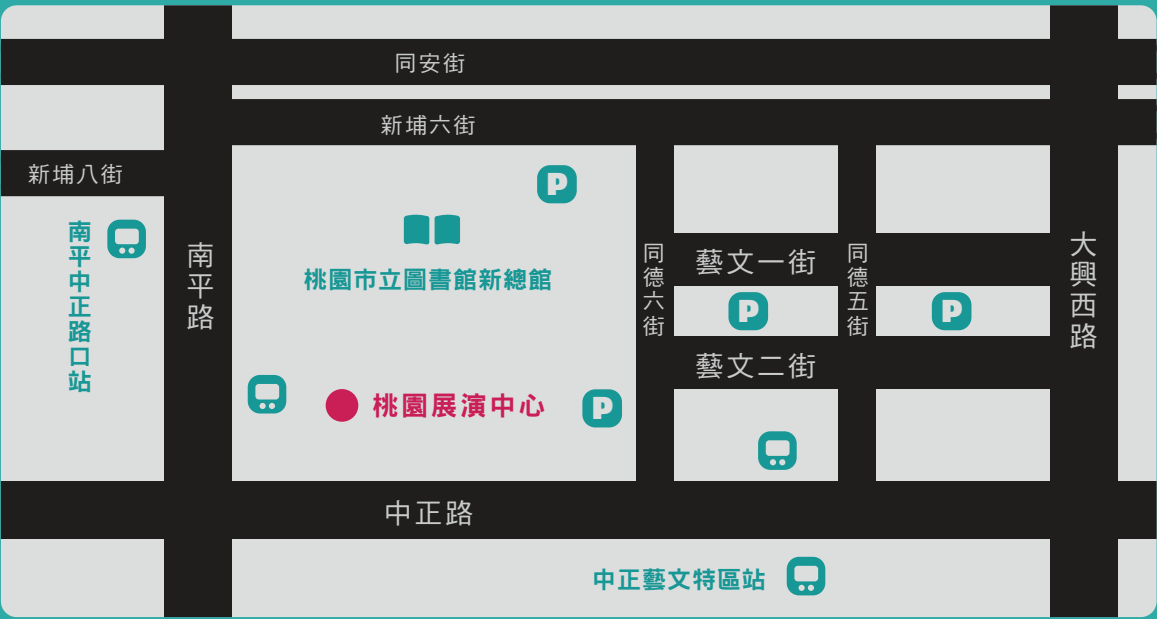 同安街
新埔六街
新埔八街
P
南平中正路口站
南平路
桃園市立圖書館新總館
同德六街
藝文一街
同德五街
大興西路
P
P
藝文二街
桃園展演中心
P
中正路
中正藝文特區站